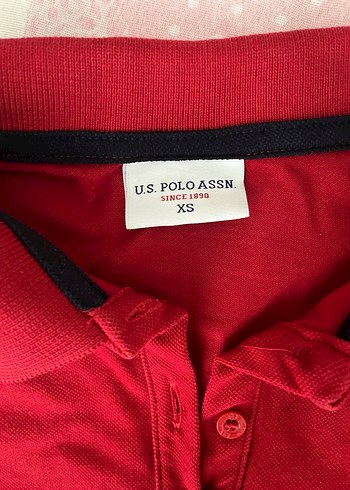 U.S. POLO ASSN.
SINCE 1890
XS